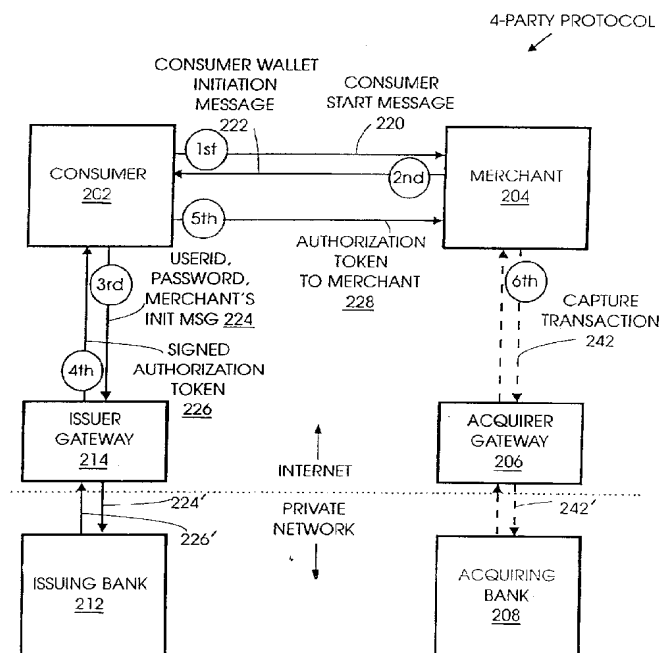 4-PARTY PROTOCOL
CONSUMER WALLET
INITIATION
MESSAGE
222
CONSUMER
START MESSAGE
220
1st
CONSUMER
202
2nd
MERCHANT
204
5th
USERID,
PASSWORD,
MERCHANT'S
INIT MSG 224
3rd
AUTHORIZATION
TOKEN
TO MERCHANT
228
6th
CAPTURE
TRANSACTION
242
4th
SIGNED
AUTHORIZATION
TOKEN
226
ISSUER
GATEWAY
214
INTERNET
ACQUIRER
GATEWAY
206
224'
226'
PRIVATE
NETWORK
242'
ISSUING BANK
212
ACQUIRING
BANK
208